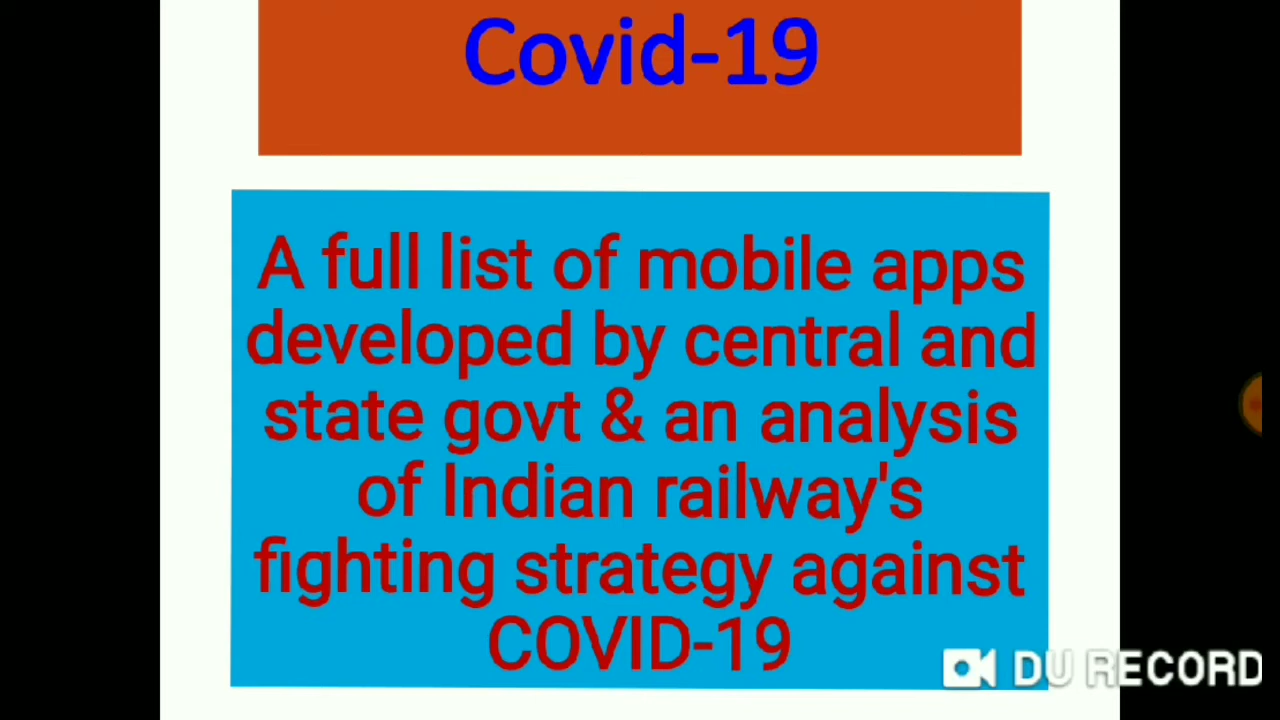 Covid-19
A full list of mobile apps
developed by central and
state govt & an analysis
of Indian railway's
fighting strategy against
COVID-19
DU RECORD